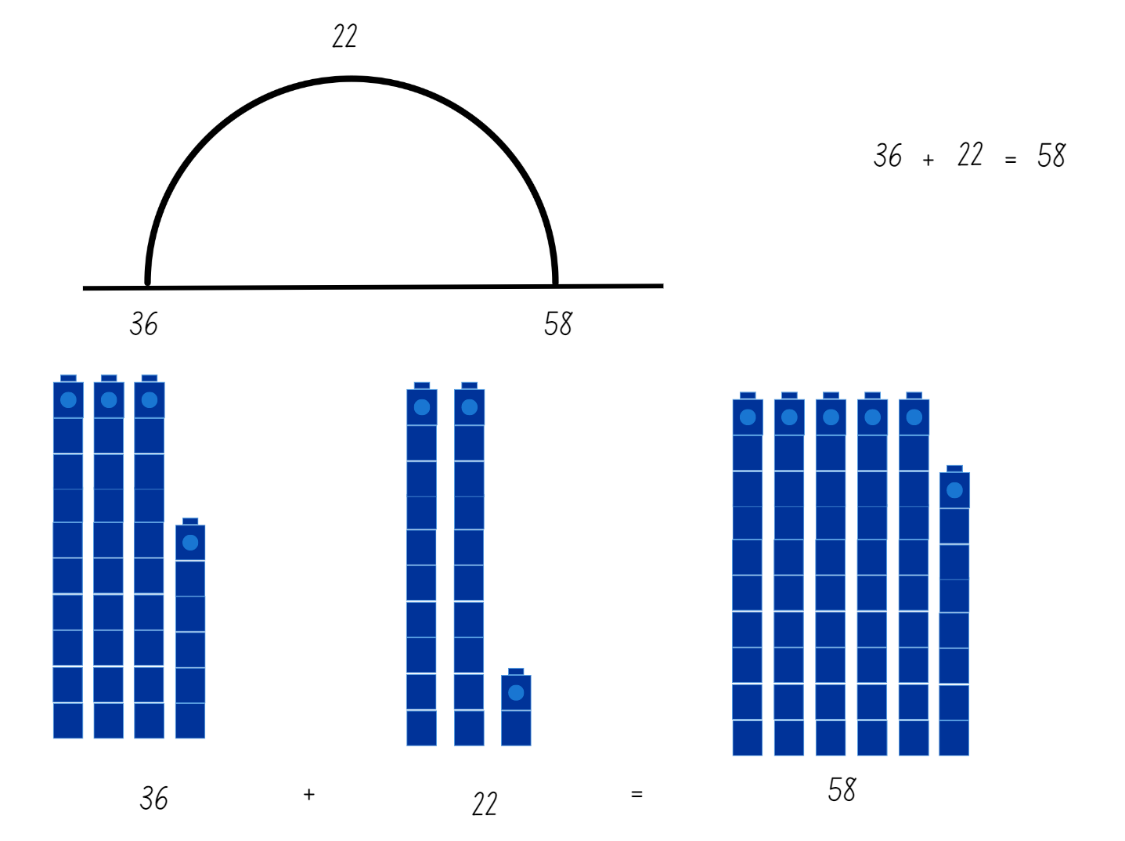 22
36 + 22 = 58
36 58
36 + 22 = 58